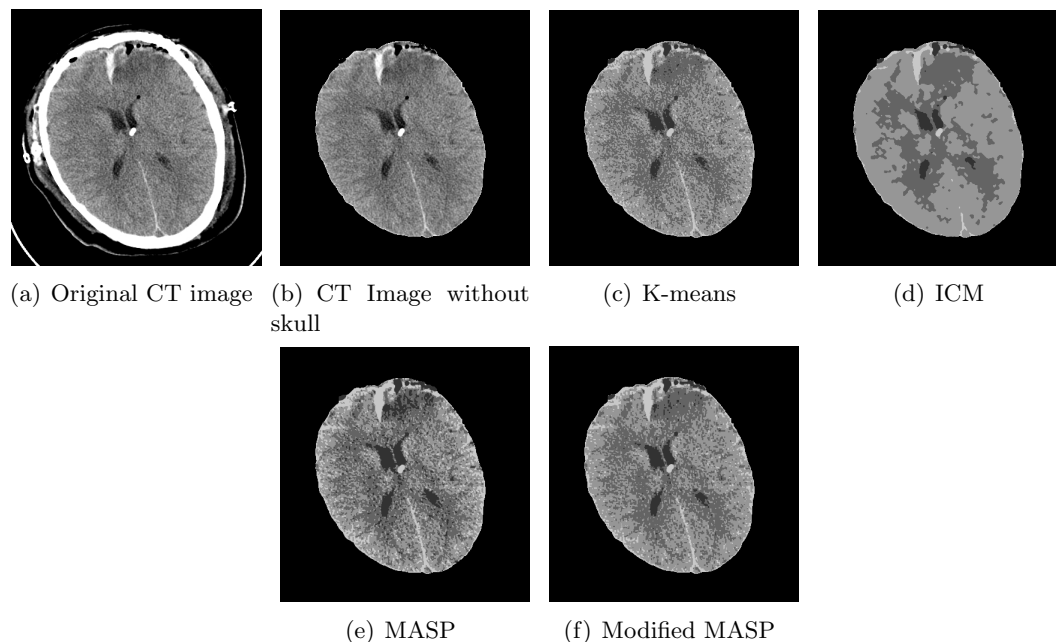 (a) Original CT image
(b) CT Image without
skull
(c) K-means
(d) ICM
(e) MASP
(f) Modified MASP